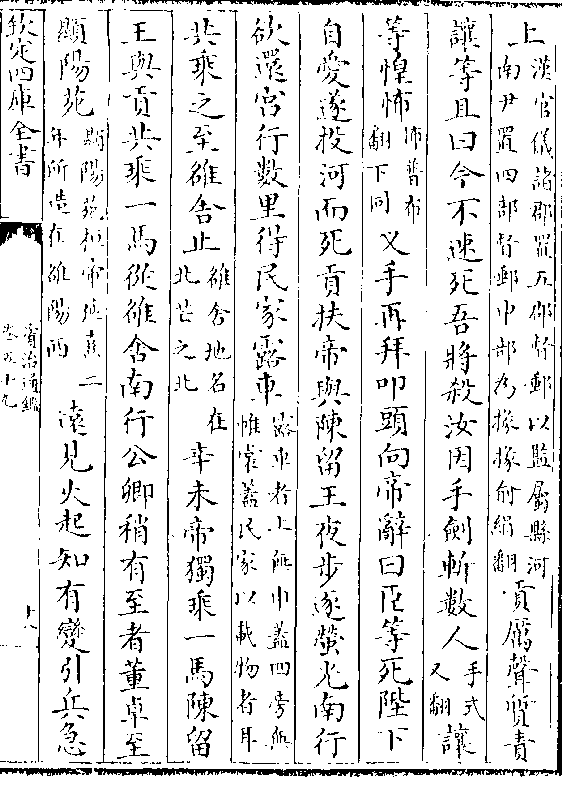 上漢官儀諸郡置五部督郵以監屬縣河
南尹置四部督郵中部為掾掾俞絹翻貢厲聲質責
讓等且曰今不速死吾將殺汝因手劍斬數人手式又翻讓
等惶怖怖普布翻下同叉手再拜叩頭向帝辭曰臣等死陛下
自愛遂投河而死貢扶帝與陳留王夜步逐螢光南行
欲還宫行數里得民家露車露車者上無巾蓋四旁無帷裳蓋民家以載物者耳
共乘之至雒舍止雒舍地名在北芒之北辛未帝獨乘一馬陳留
王與貢共乘一馬從雒舍南行公卿稍有至者董卓至
顯陽苑顯陽苑桓帝延熹二年所造在雒陽西遠見火起知有變引兵急
欽定四庫全書
資治通鑑
卷五十九
十八